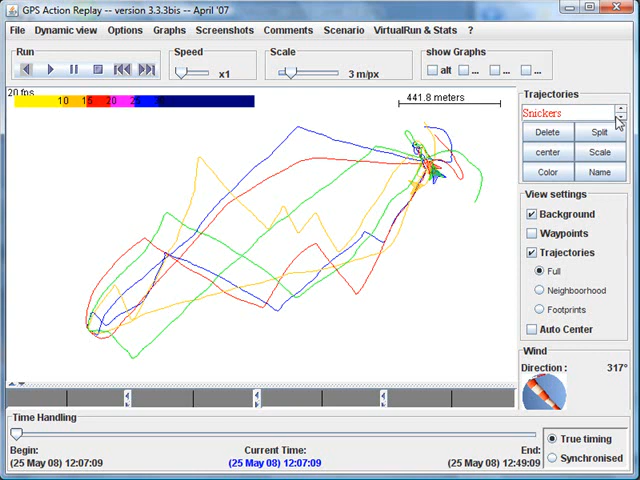 GPS Action Replay -- version 3.3.3bis -- April '07
File Dynamic view Options Graphs Screenshots Comments Scenario VirtualRun & Stats ?
Run Speed Scale show Graphs
x1 3 m/px alt ... ... ...
20 fps
10 15 20 25 30
441.8 meters
Trajectories
Snickers
Delete Split
center Scale
Color Name
View settings
Background
Waypoints
Trajectories
Full
Neighboorhood
Footprints
Auto Center
Wind
Direction : 317°
Time Handling
True timing
Synchronised
Begin: Current Time: End:
(25 May 08) 12:07:09 (25 May 08) 12:07:09 (25 May 08) 12:49:09